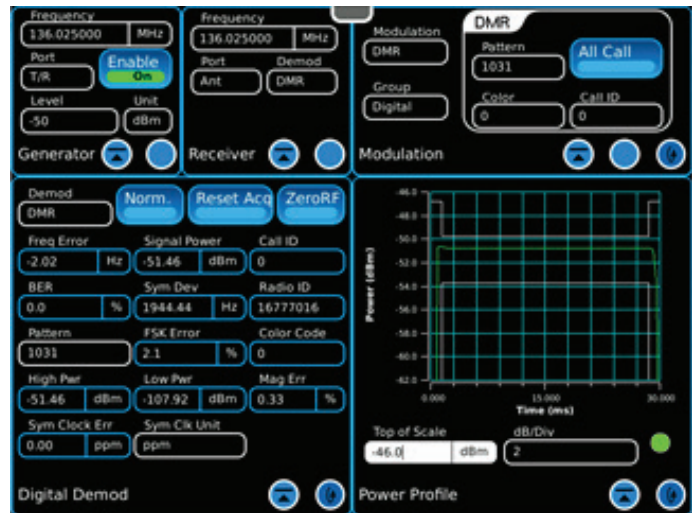 Frequency
136.025000 MHz
Port
T/R
Enable
On
Level Unit
-50 dBm
Generator
Frequency
136.025000 MHz
Port Demod
Ant DMR
Receiver
Modulation
DMR
Group
Digital
DMR
Pattern
1031
All Call
Color Call ID
0 0
Modulation
Demod
DMR
Norm. Reset Acq ZeroRF
Freq Error Signal Power Call ID
-2.02 Hz -51.46 dBm 0
BER Sym Dev Radio ID
0.0 % 1944.44 Hz 16777016
Pattern FSK Error Color Code
1031 2.1 % 0
High Pwr Low Pwr Mag Err
-51.46 dBm -107.92 dBm 0.33 %
Sym Clock Err Sym Clk Unit
0.00 ppm ppm
Digital Demod
Power (dBm)
-46.0
-48.0
-50.0
-52.0
-54.0
-56.0
-58.0
-60.0
-62.0
0.000 15.000 30.000
Time (ms)
Top of Scale dB/Div
-46.0 dBm 2
Power Profile